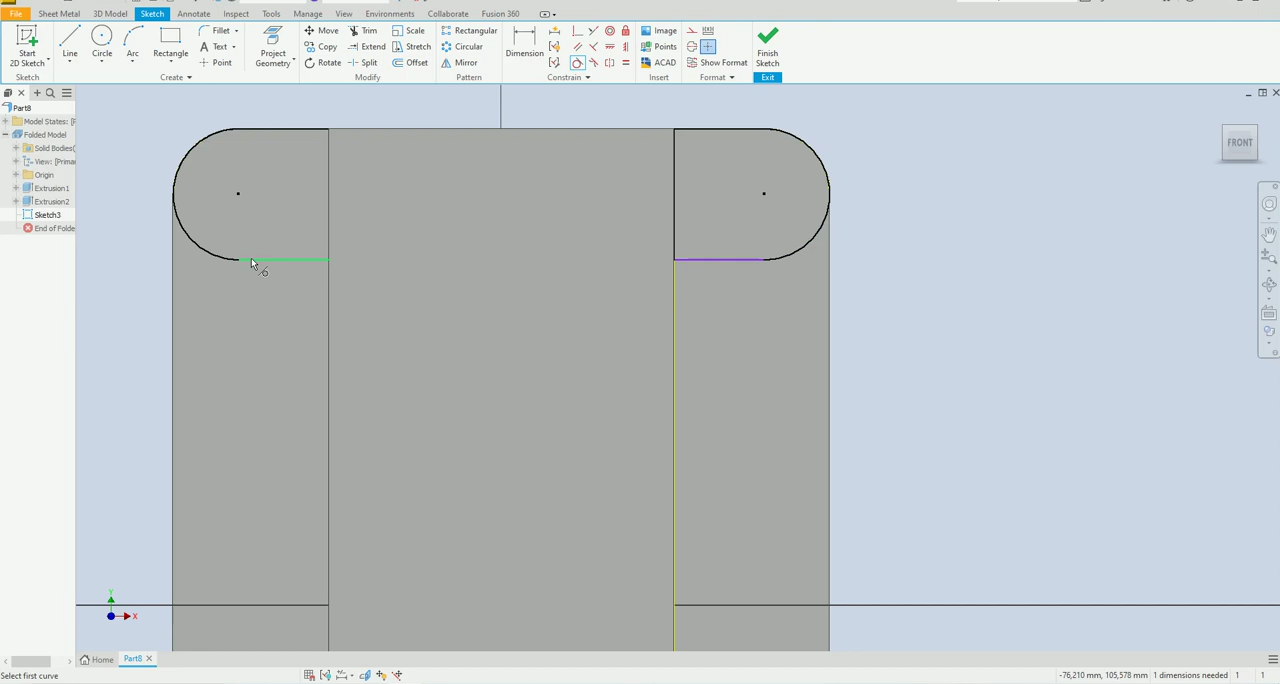 File Sheet Metal 3D Model Sketch Annotate Inspect Tools Manage View Environments Collaborate Fusion 360
Fillet Move Trim Scale Rectangular Image
Text Copy Extend Stretch Circular Points
Start 2D Sketch Line Circle Arc Rectangle Point Project Geometry Rotate Split Offset Dimension Mirror ACAD Show Format Finish Sketch
Sketch Create Modify Pattern Constrain Insert Format Exit
Part8
Model States: [P
Folded Model
Solid Bodies(
View: [Prima
Origin
Extrusion1
Extrusion2
Sketch3
End of Folde
FRONT
Y
X
Home Part8
Select first curve -76,210 mm, 105,578 mm 1 dimensions needed 1 1